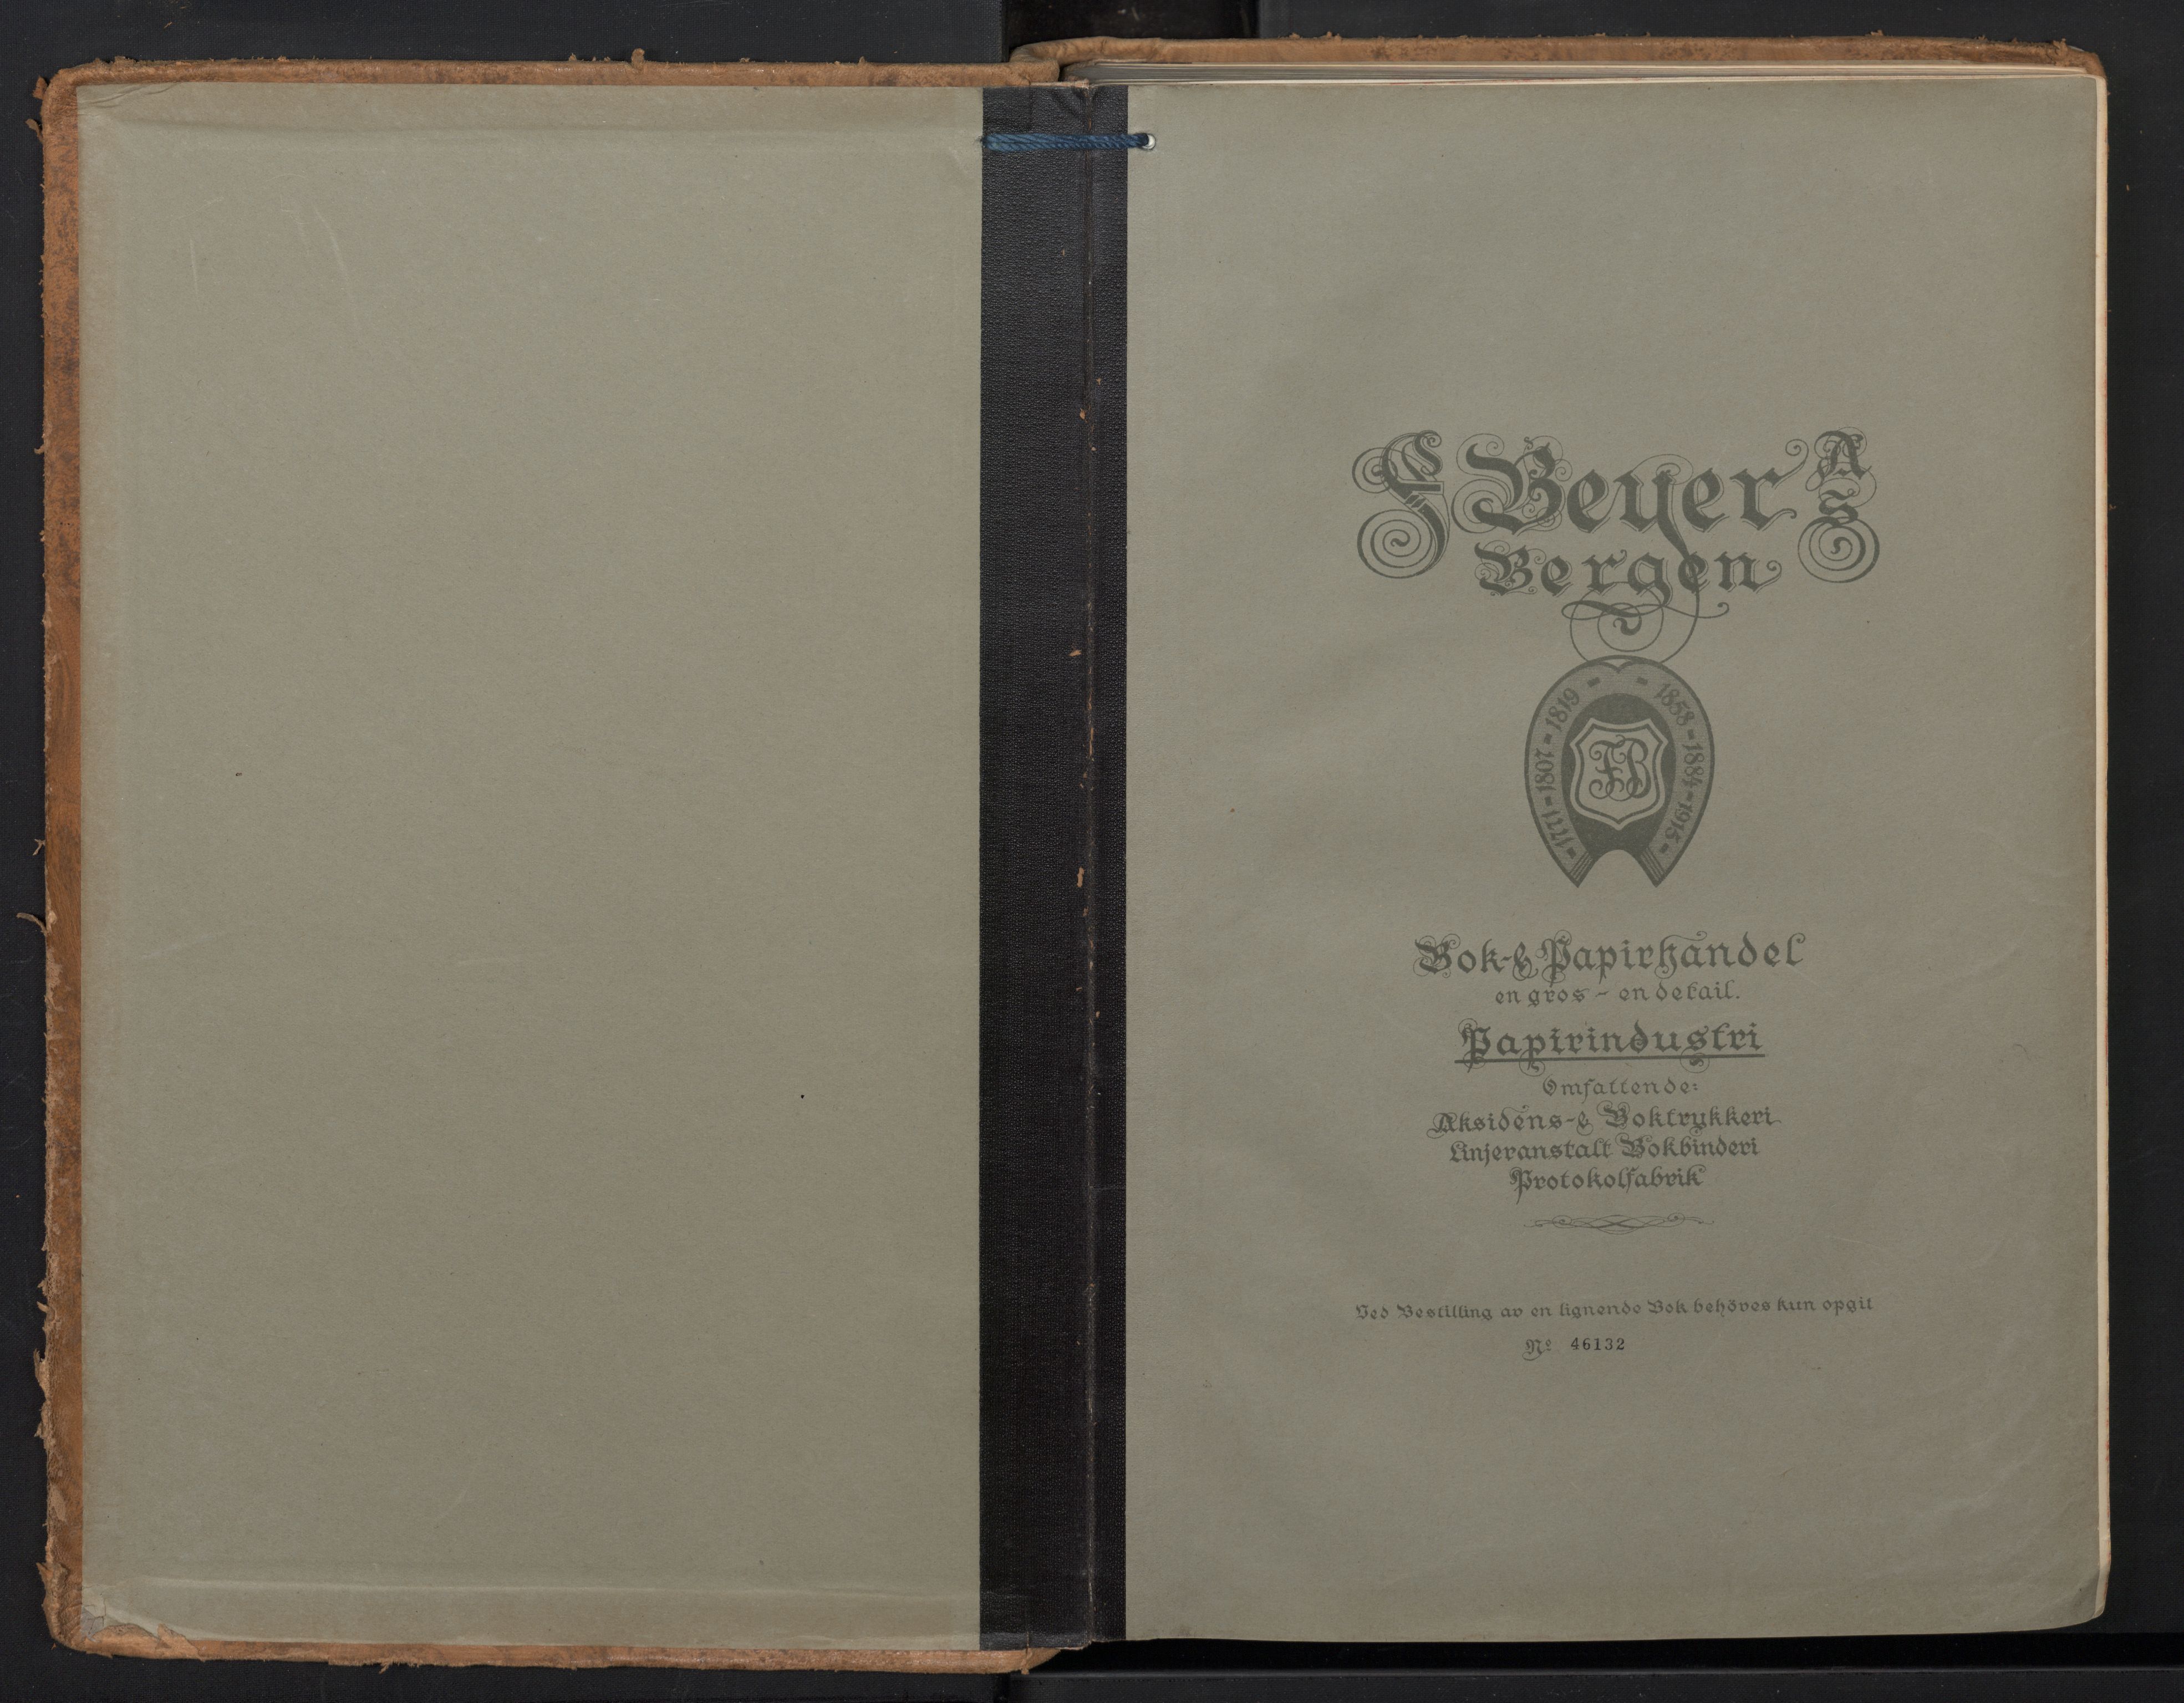 F Beyer A/S
Bergen
-1771-1807-1819- -1858-1884-1915-
FB
Bok-& Papirhandel
en gros - en detail.
Papirindustri
Omfattende:
Aksidens-& Boktrykkeri
Linjeranstalt Bokbinderi
Protokolfabrik
Ved Bestilling av en lignende Bok behöves kun opgit
Nº 46132